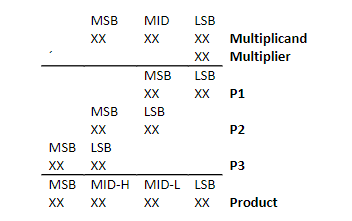 MSB MID LSB
XX XX XX Multiplicand
XX Multiplier
MSB LSB
XX XX P1
MSB LSB
XX XX P2
MSB LSB
XX XX P3
MSB MID-H MID-L LSB
XX XX XX XX Product